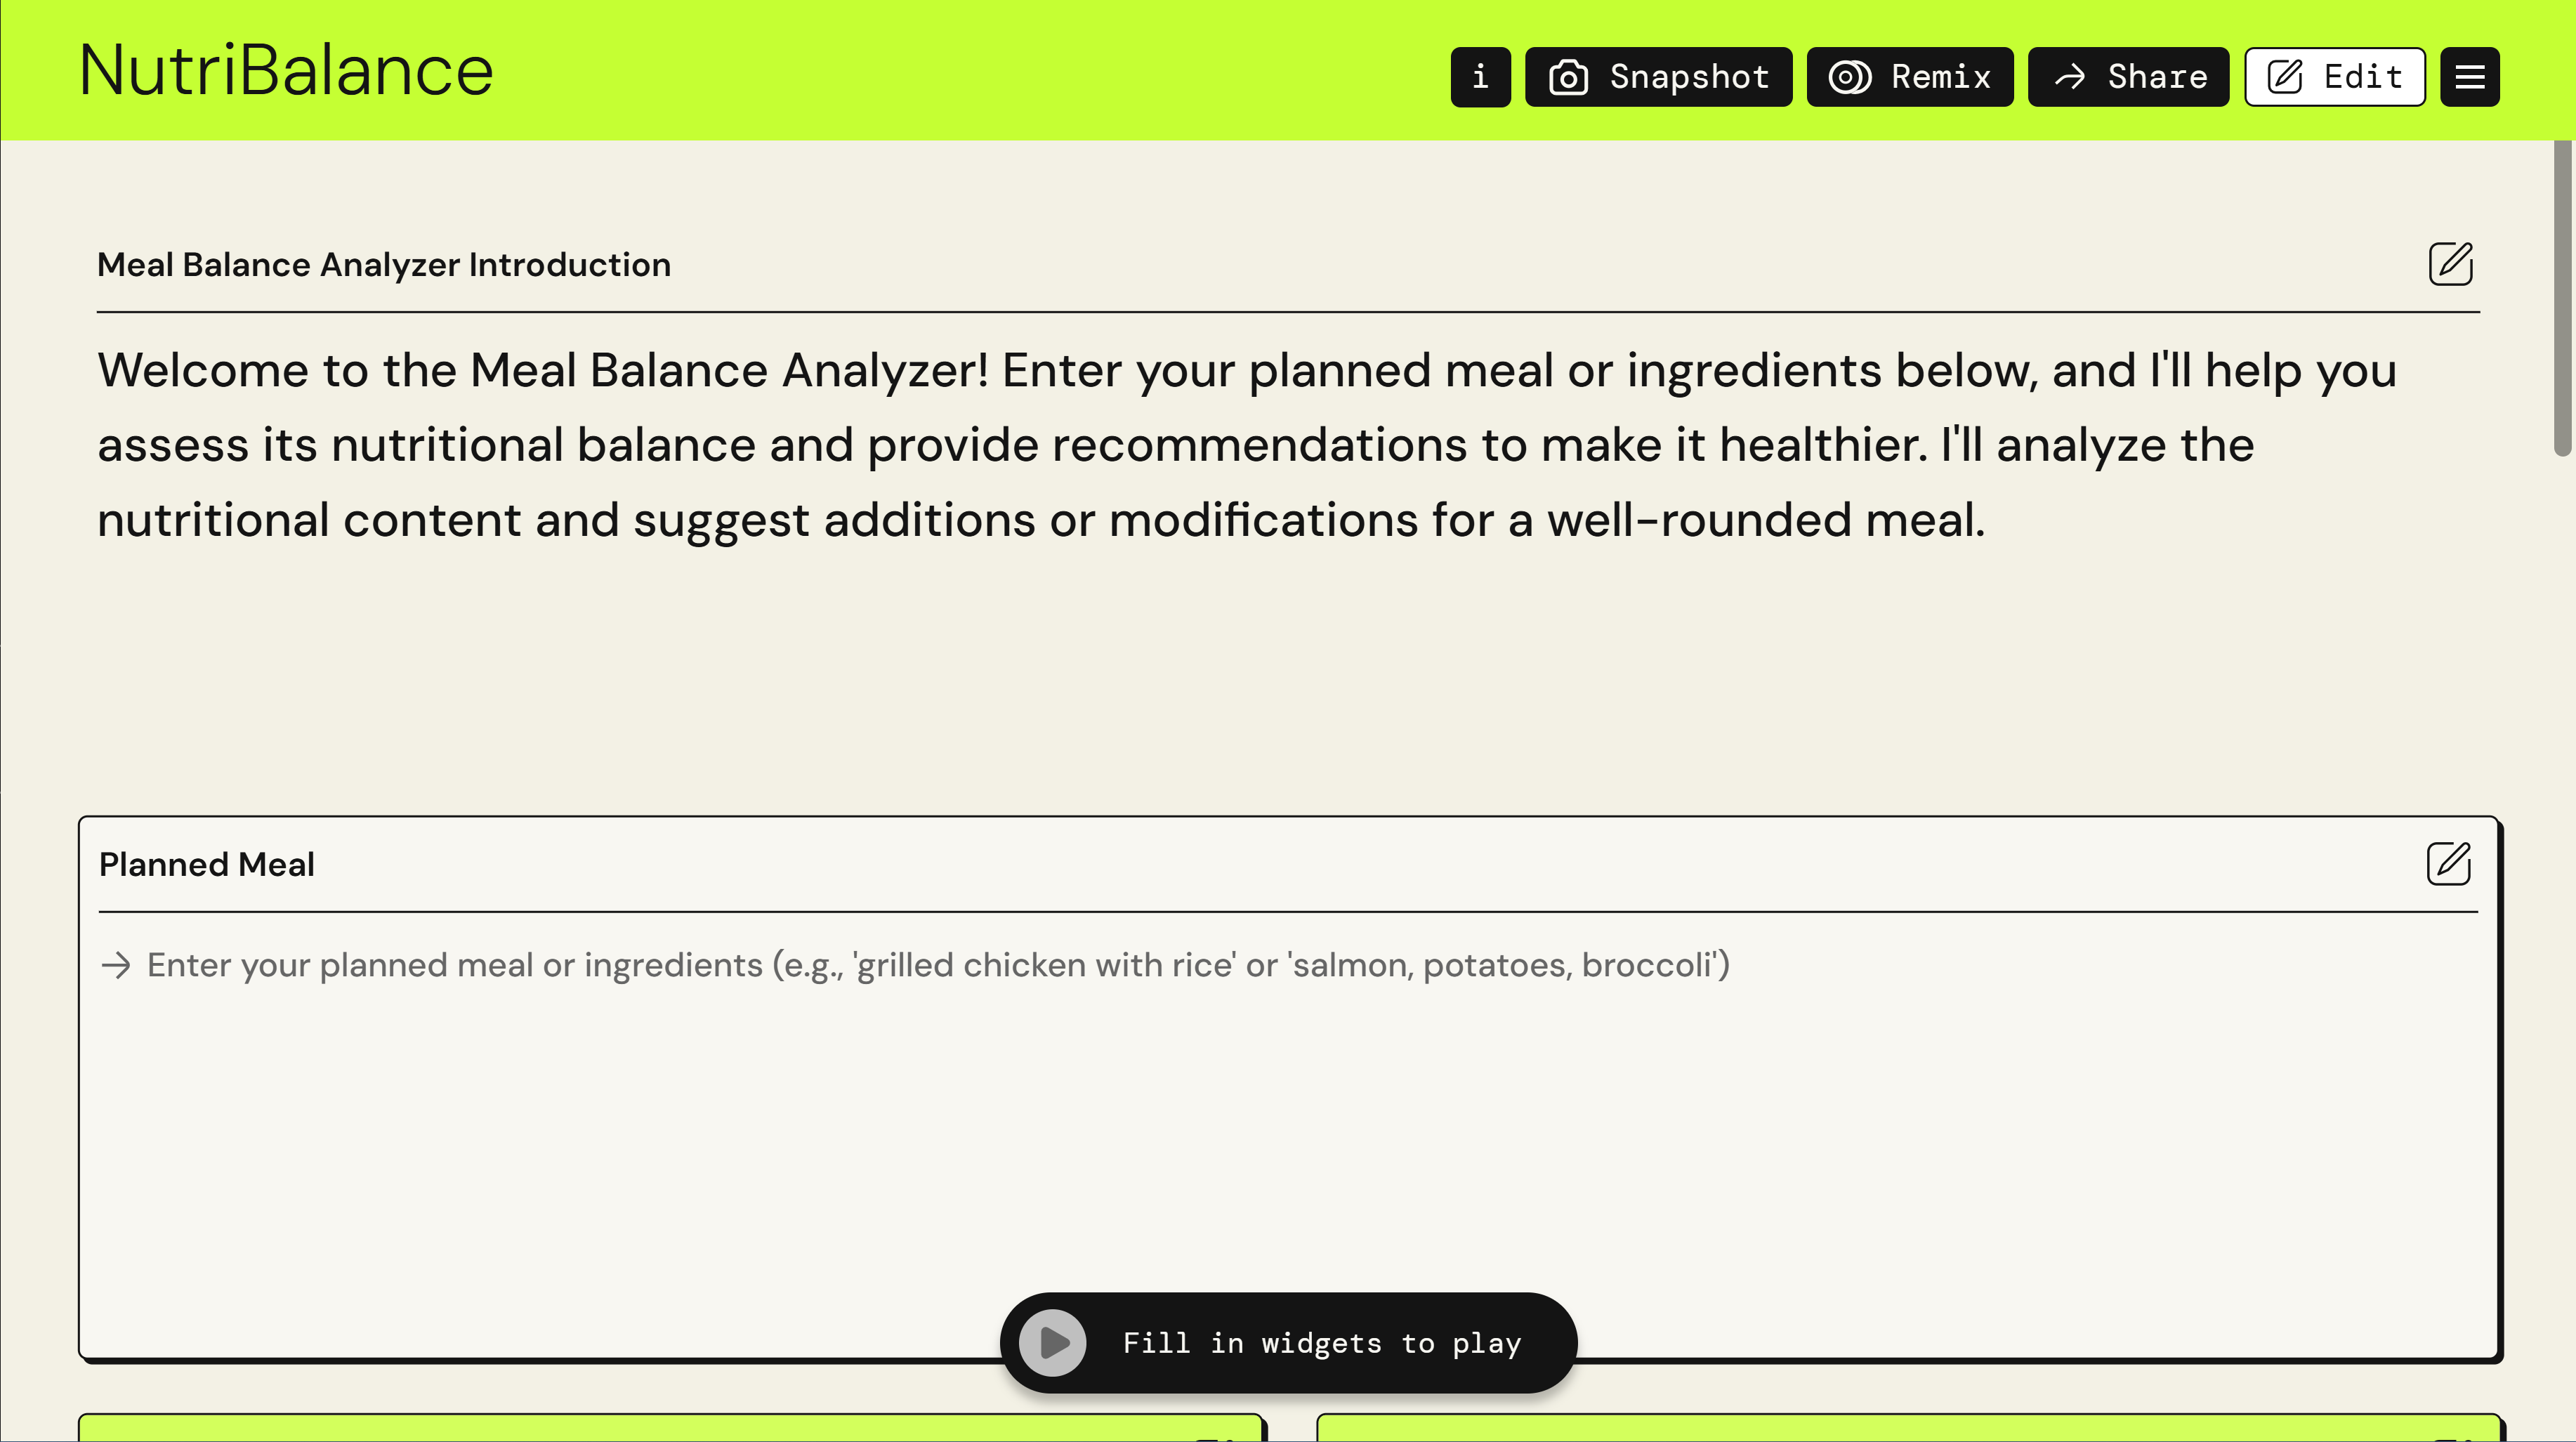 NutriBalance
i
Snapshot
Remix
Share
Edit
Meal Balance Analyzer Introduction
Welcome to the Meal Balance Analyzer! Enter your planned meal or ingredients below, and I'll help you
assess its nutritional balance and provide recommendations to make it healthier. I'll analyze the
nutritional content and suggest additions or modifications for a well-rounded meal.
Planned Meal
Enter your planned meal or ingredients (e.g., 'grilled chicken with rice' or 'salmon, potatoes, broccoli')
Fill in widgets to play